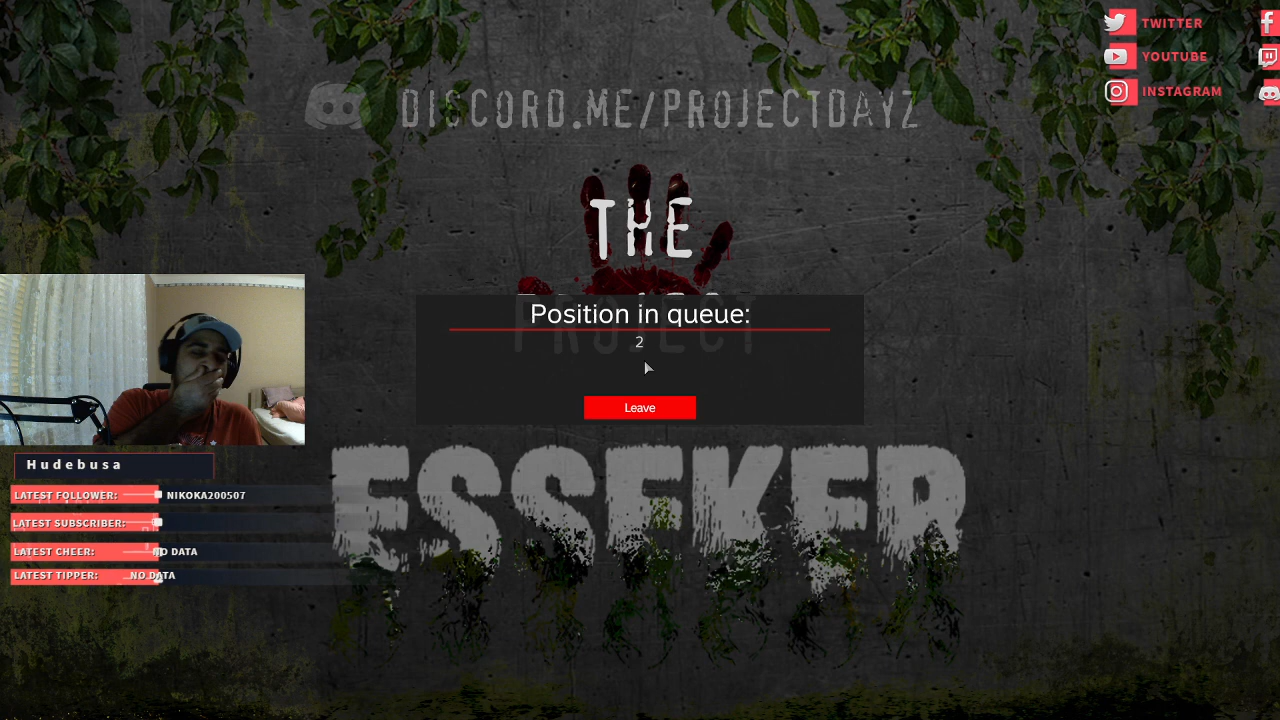 TWITTER
YOUTUBE
INSTAGRAM
DISCORD.ME/PROJECTDAYZ
THE
PROJECT
Position in queue:
2
Leave
ESSEKER
Hudebusa
LATEST FOLLOWER: NIKOKA200507
LATEST SUBSCRIBER:
LATEST CHEER: NO DATA
LATEST TIPPER: NO DATA